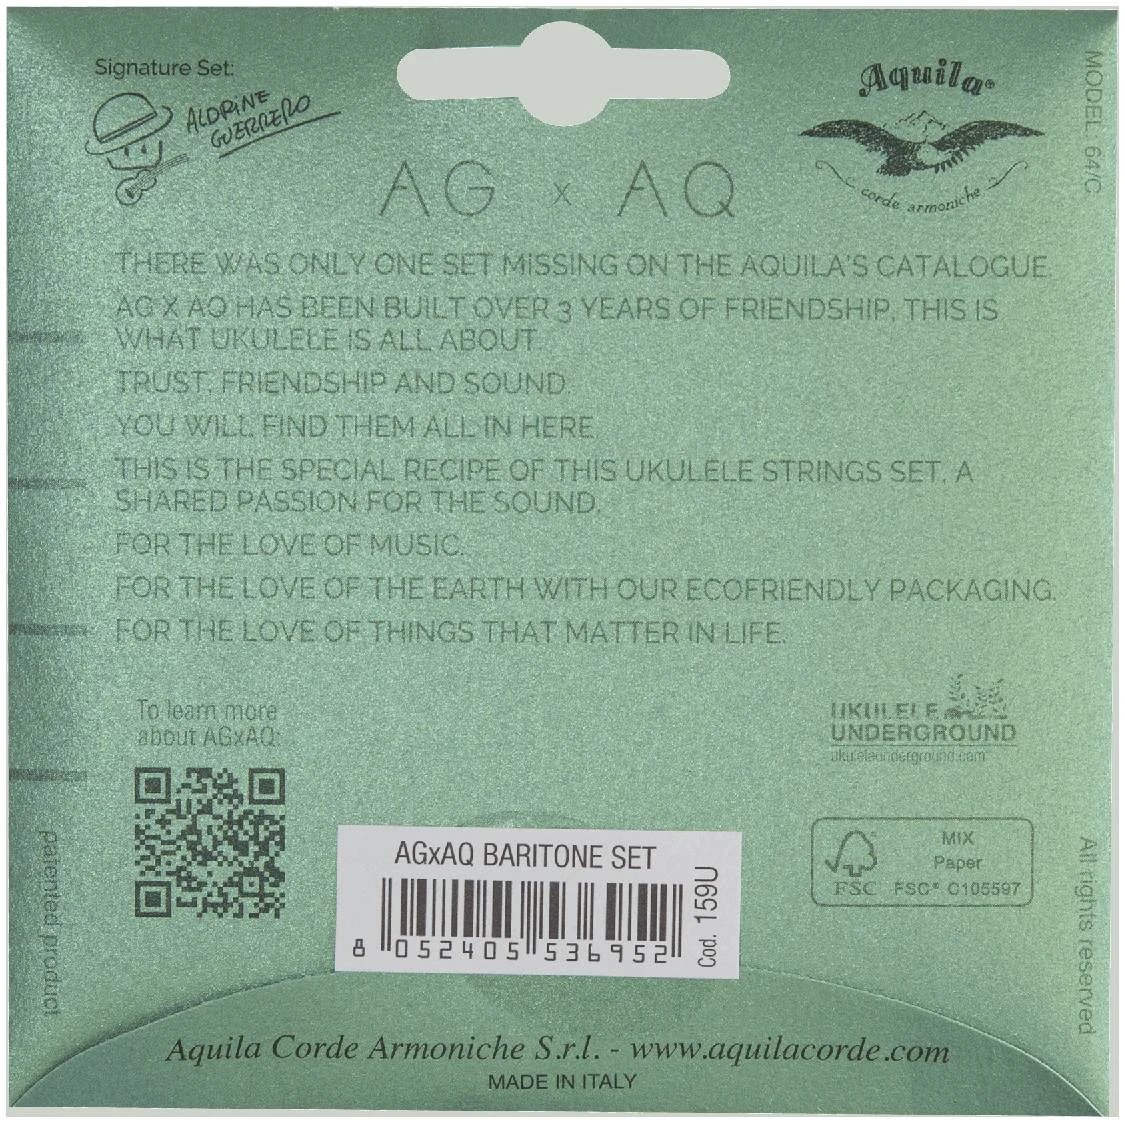 Signature Set:
ALDRINE
GUERRERO
Aquila®
corde armoniche
MODEL: 64/C
AG x AQ
THERE WAS ONLY ONE SET MISSING ON THE AQUILA'S CATALOGUE.
AG X AQ HAS BEEN BUILT OVER 3 YEARS OF FRIENDSHIP, THIS IS
WHAT UKULELE IS ALL ABOUT.
TRUST, FRIENDSHIP AND SOUND.
YOU WILL FIND THEM ALL IN HERE.
THIS IS THE SPECIAL RECIPE OF THIS UKULELE STRINGS SET, A
SHARED PASSION FOR THE SOUND.
FOR THE LOVE OF MUSIC.
FOR THE LOVE OF THE EARTH WITH OUR ECOFRIENDLY PACKAGING.
FOR THE LOVE OF THINGS THAT MATTER IN LIFE.
To learn more
about AGxAQ:
UKULELE
UNDERGROUND
ukuleleunderground.com
patented product
AGxAQ BARITONE SET
8 052405 536952
Cod. 159U
MIX
Paper
FSC FSC® C105597
All rights reserved
Aquila Corde Armoniche S.r.l. - www.aquilacorde.com
MADE IN ITALY